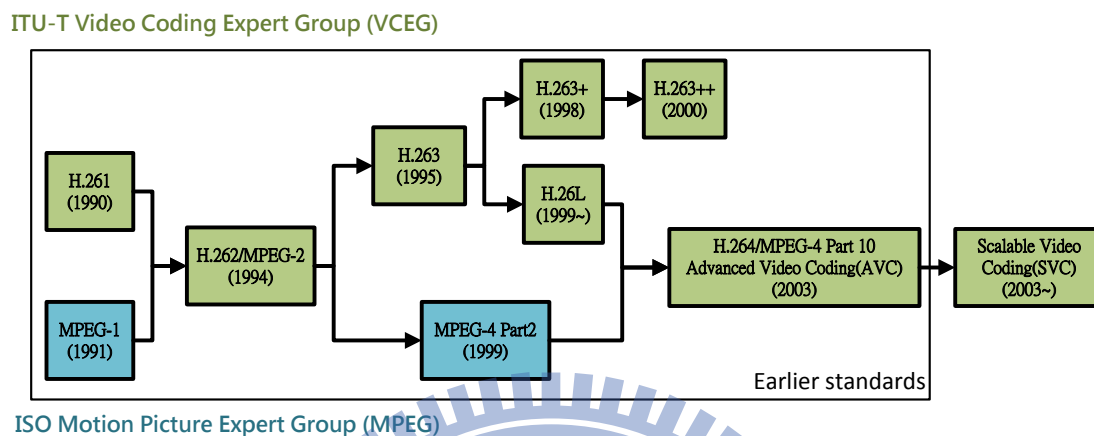 ITU-T Video Coding Expert Group (VCEG)
H.261
(1990)
MPEG-1
(1991)
H.262/MPEG-2
(1994)
H.263
(1995)
H.263+
(1998)
H.263++
(2000)
H.26L
(1999~)
MPEG-4 Part2
(1999)
H.264/MPEG-4 Part 10
Advanced Video Coding(AVC)
(2003)
Scalable Video
Coding(SVC)
(2003~)
Earlier standards
ISO Motion Picture Expert Group (MPEG)